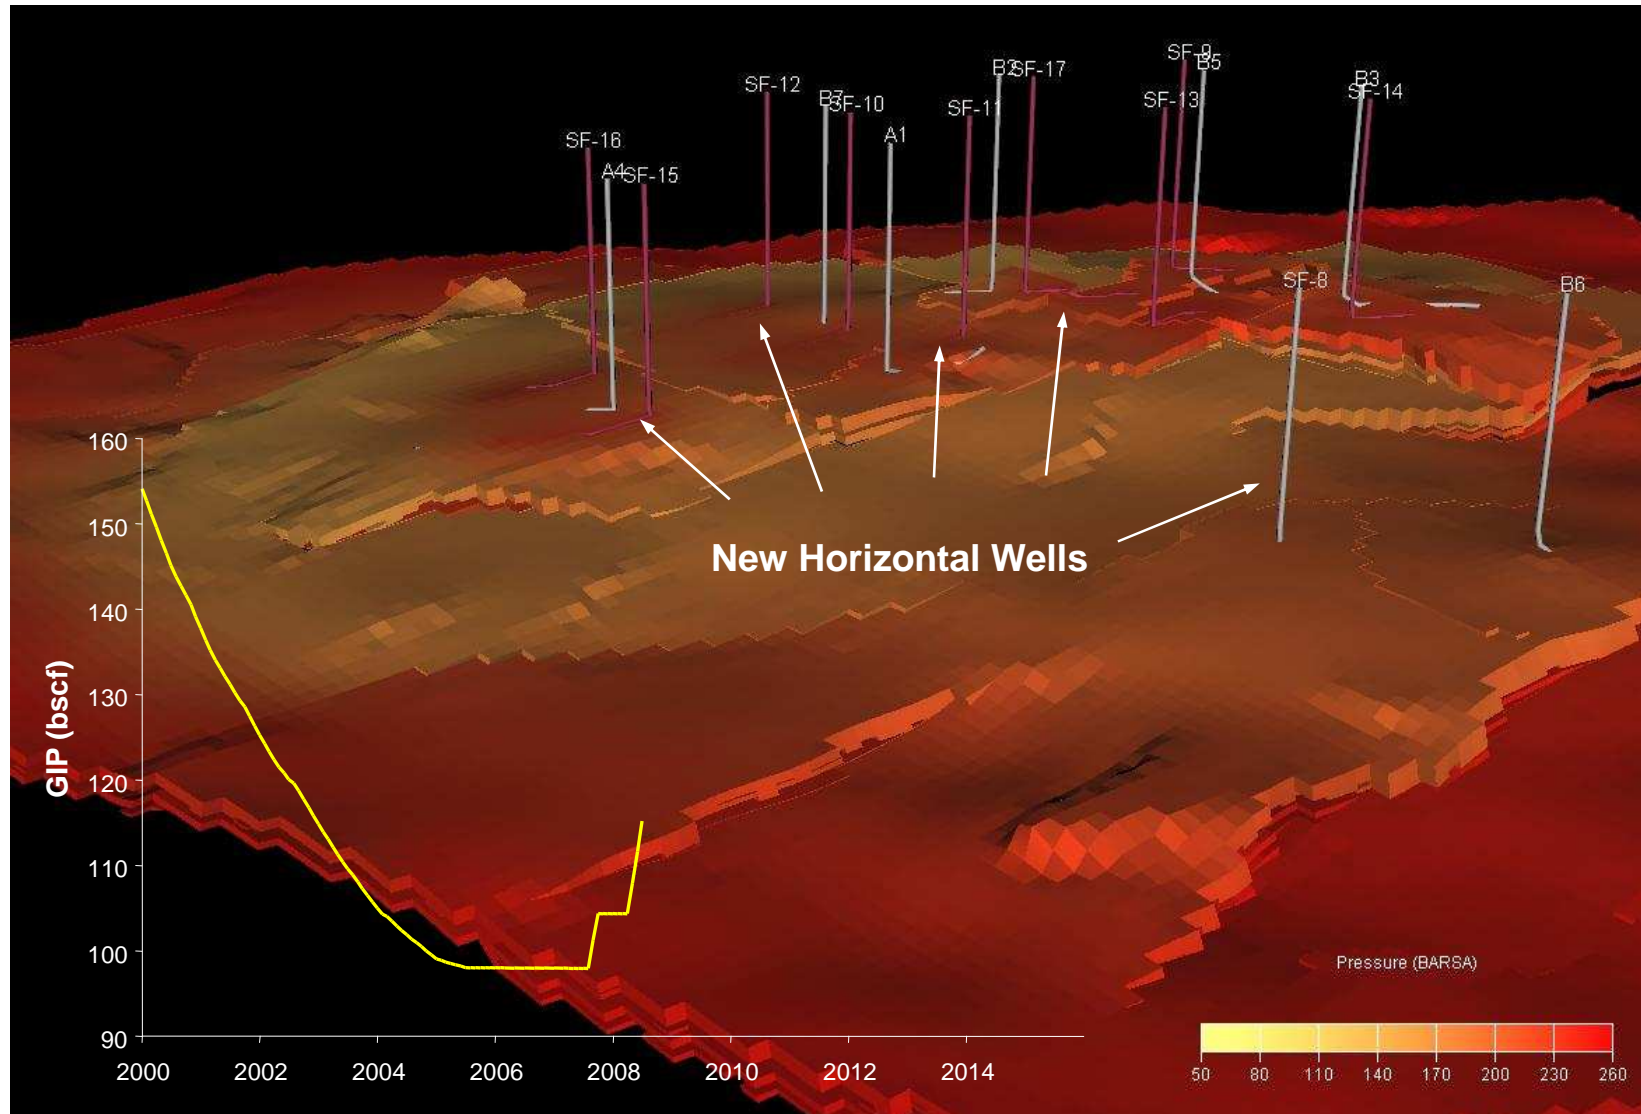 SF-9
B5
B2
SF-17
B3
SF-14
SF-12
B7
SF-10
SF-11
SF-13
A1
SF-16
A4
SF-15
SF-8
B6
New Horizontal Wells
GIP (bscf)
160
150
140
130
120
110
100
90
2000 2002 2004 2006 2008 2010 2012 2014
Pressure (BARSA)
50 80 110 140 170 200 230 260